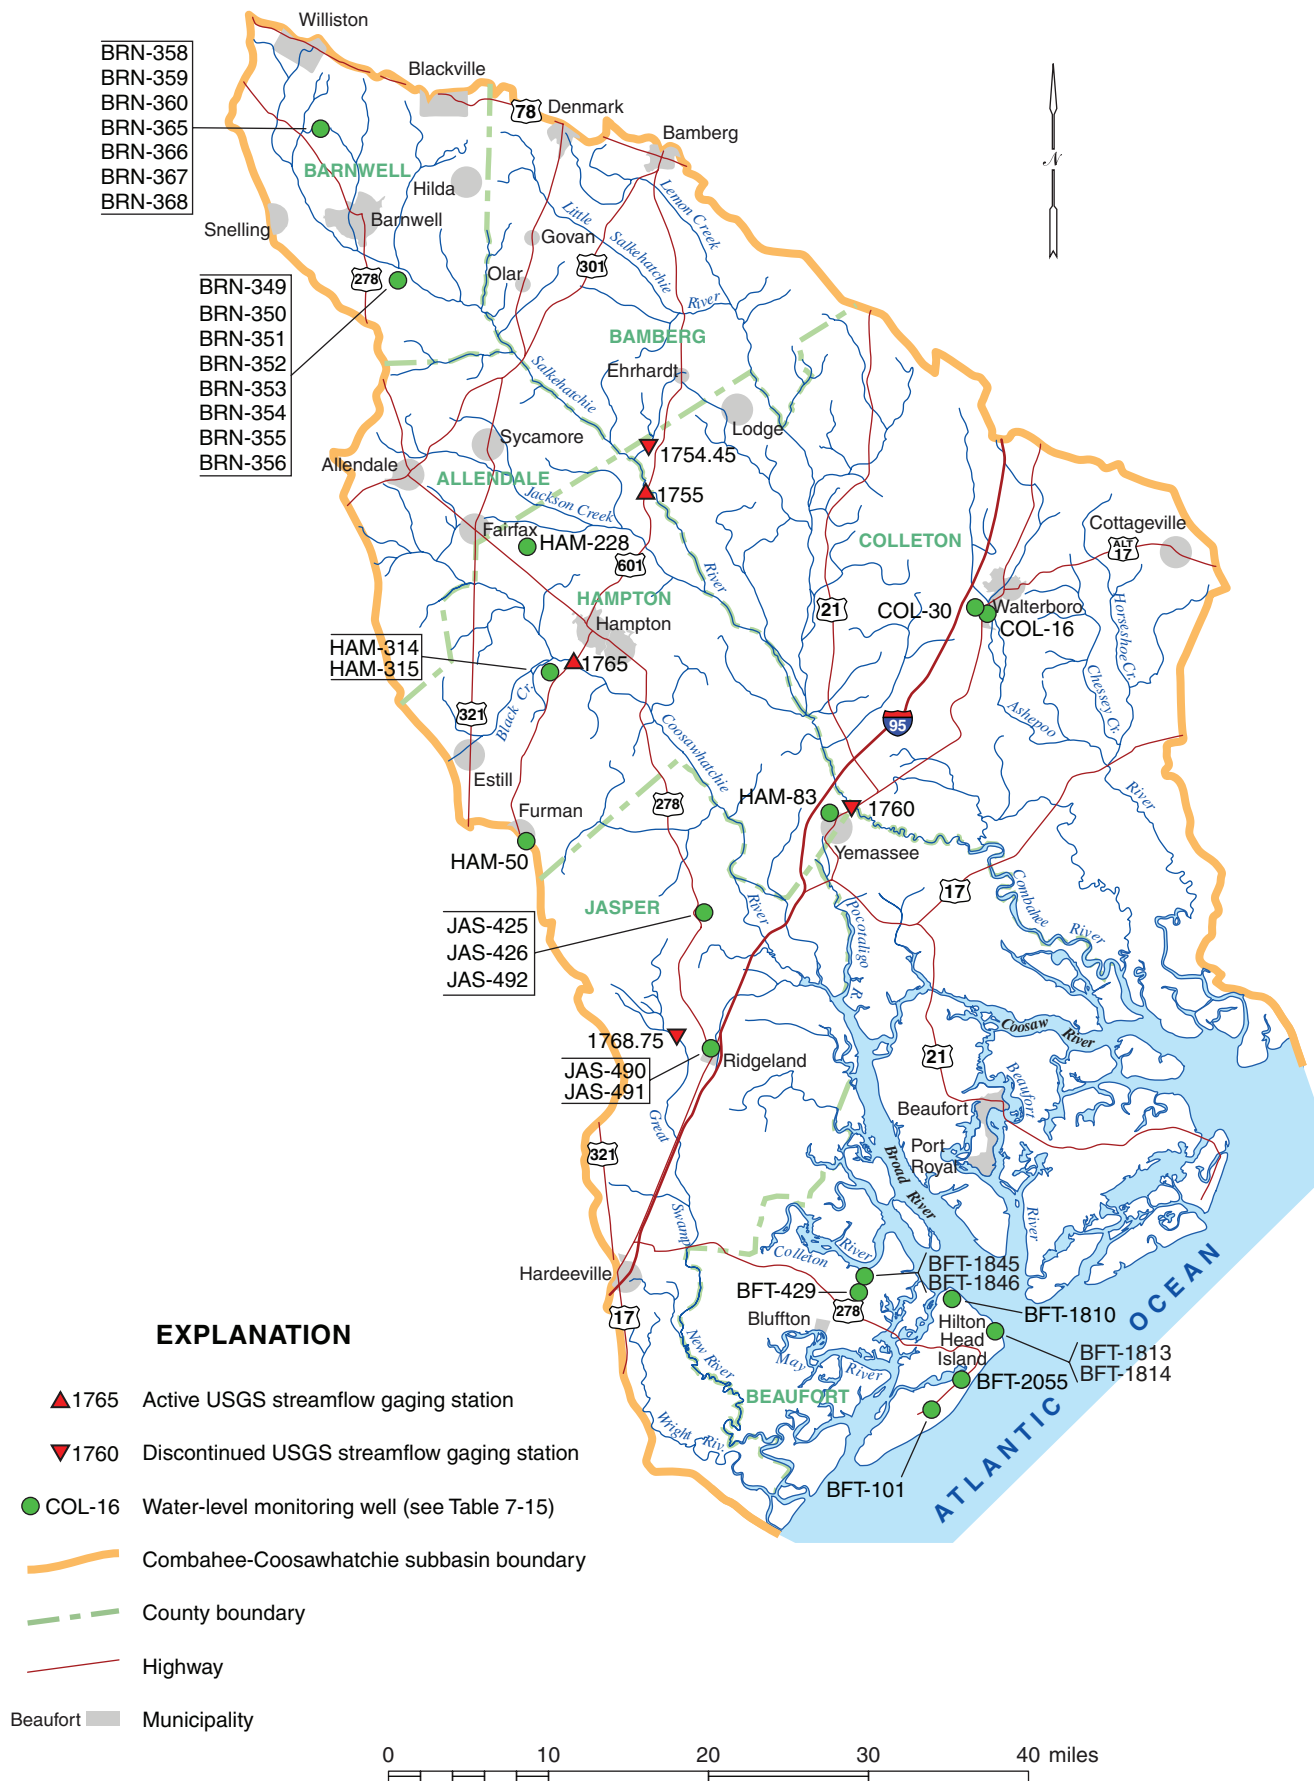 Williston
BRN-358
BRN-359
BRN-360
BRN-365
BRN-366
BRN-367
BRN-368
Blackville
78
Denmark
Bamberg
N
BARNWELL
Hilda
Lemon Creek
Snelling
Barnwell
Little
Salkehatchie
River
Govan
278
Olar
301
BRN-349
BRN-350
BRN-351
BRN-352
BRN-353
BRN-354
BRN-355
BRN-356
BAMBERG
Ehrhardt
Salkehatchie
Lodge
Sycamore
1754.45
Allendale
ALLENDALE
1755
Jackson Creek
Fairfax
HAM-228
COLLETON
Cottageville
ALT
17
601
River
HAMPTON
Hampton
21
COL-30
Walterboro
COL-16
Horseshoe Cr.
HAM-314
HAM-315
1765
Chessey Cr.
Black Cr.
321
Coosawhatchie
95
Ashepoo
River
Estill
278
HAM-83
1760
Furman
Yemassee
HAM-50
17
Combahee
River
JASPER
River
Pocotaligo
R.
JAS-425
JAS-426
JAS-492
Coosaw
River
1768.75
Ridgeland
21
JAS-490
JAS-491
Beaufort
Beaufort
Great
Port
Royal
321
Broad River
River
Swamp
Colleton
River
Hardeeville
BFT-1845
BFT-1846
BFT-429
278
BFT-1810
Bluffton
Hilton
Head
Island
17
New River
BFT-1813
BFT-1814
May
River
BFT-2055
BEAUFORT
Wright Riv.
BFT-101
ATLANTIC OCEAN
EXPLANATION
1765 Active USGS streamflow gaging station
1760 Discontinued USGS streamflow gaging station
COL-16 Water-level monitoring well (see Table 7-15)
Combahee-Coosawhatchie subbasin boundary
County boundary
Highway
Beaufort Municipality
0 10 20 30 40 miles